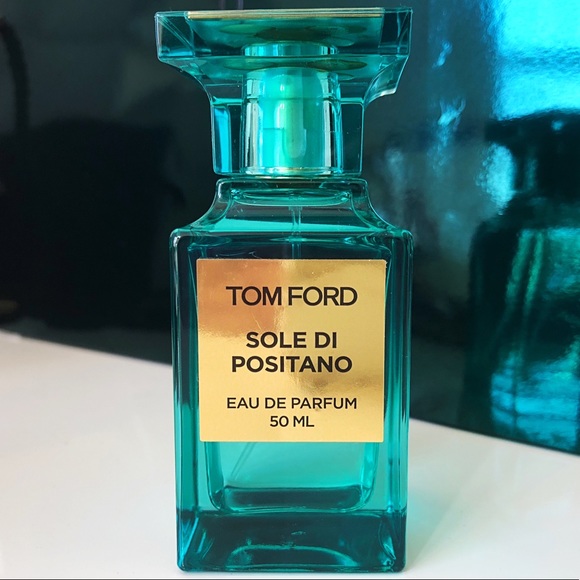 TOM FORD
SOLE DI
POSITANO
EAU DE PARFUM
50 ML